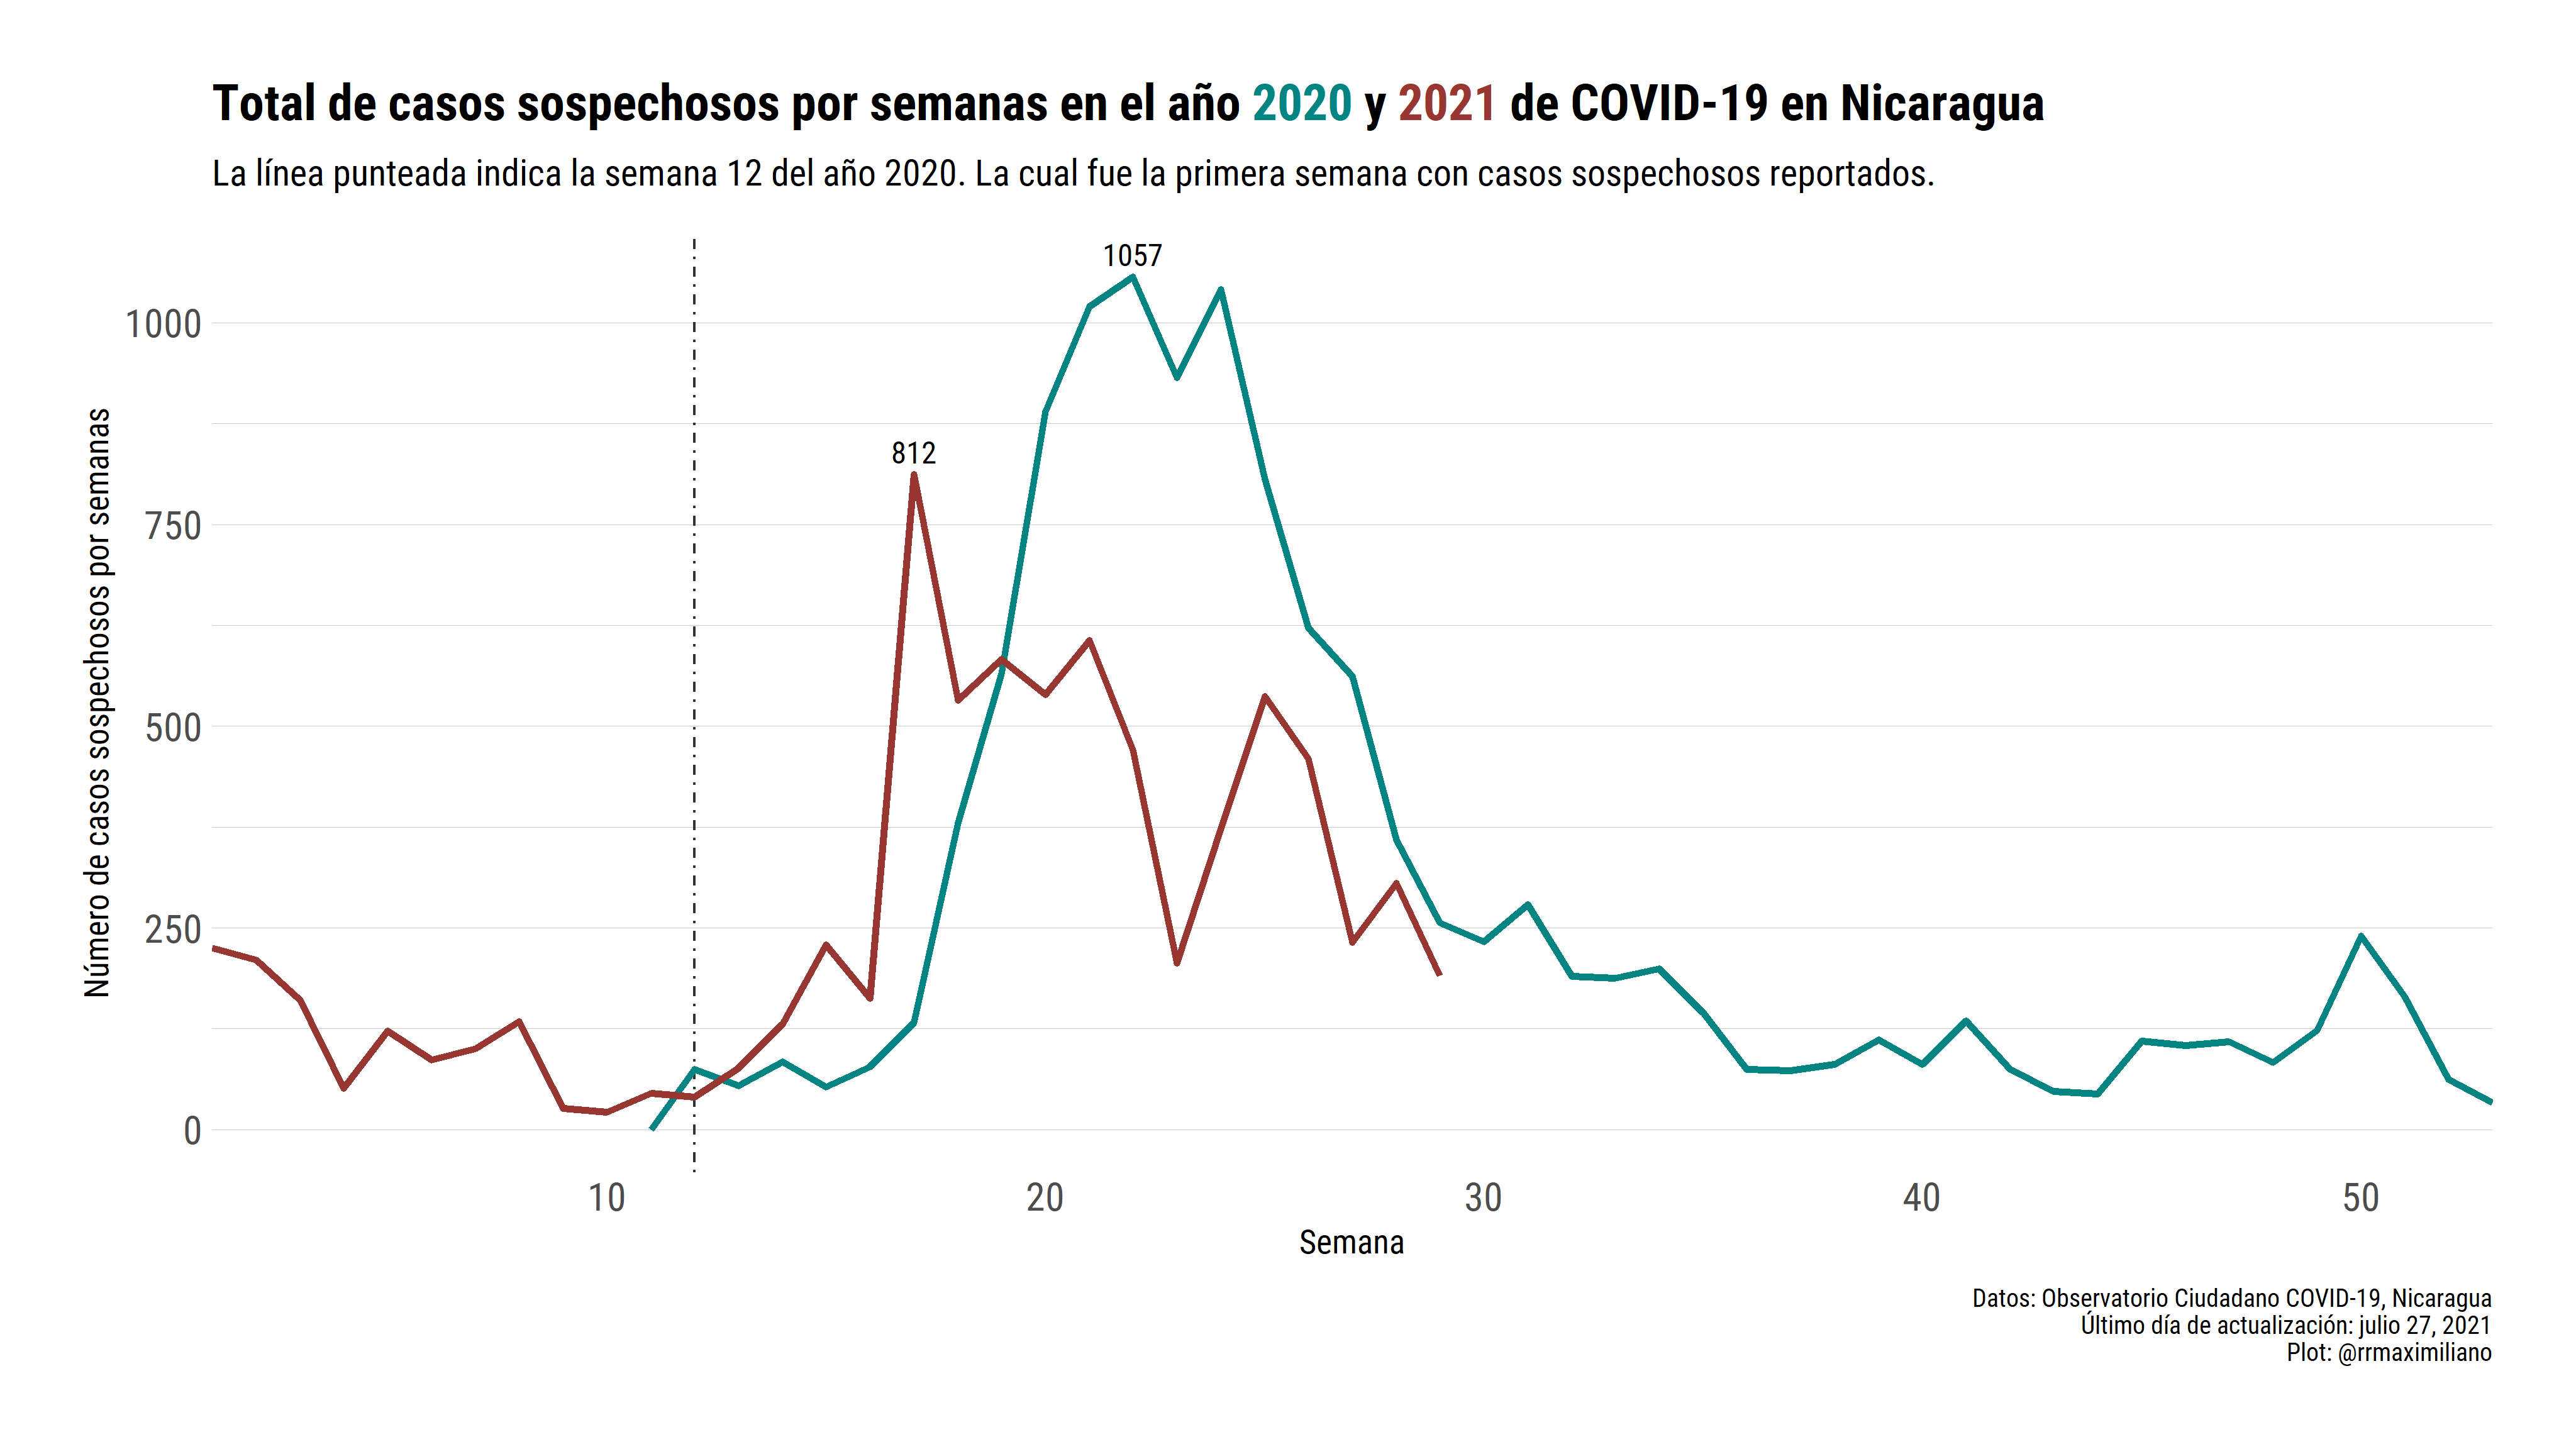 Total de casos sospechosos por semanas en el año 2020 y 2021 de COVID-19 en Nicaragua
La línea punteada indica la semana 12 del año 2020. La cual fue la primera semana con casos sospechosos reportados.
Número de casos sospechosos por semanas
1000
750
500
250
0
1057
812
10
20
30
40
50
Semana
Datos: Observatorio Ciudadano COVID-19, Nicaragua
Último día de actualización: julio 27, 2021
Plot: @rrmaximiliano